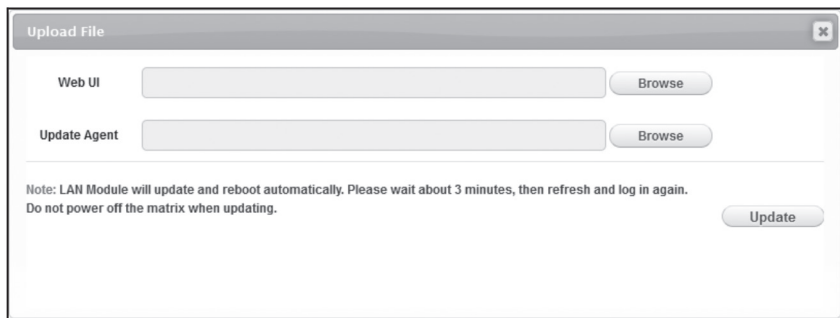 Upload File
Web UI
Browse
Update Agent
Browse
Note: LAN Module will update and reboot automatically. Please wait about 3 minutes, then refresh and log in again.
Do not power off the matrix when updating.
Update